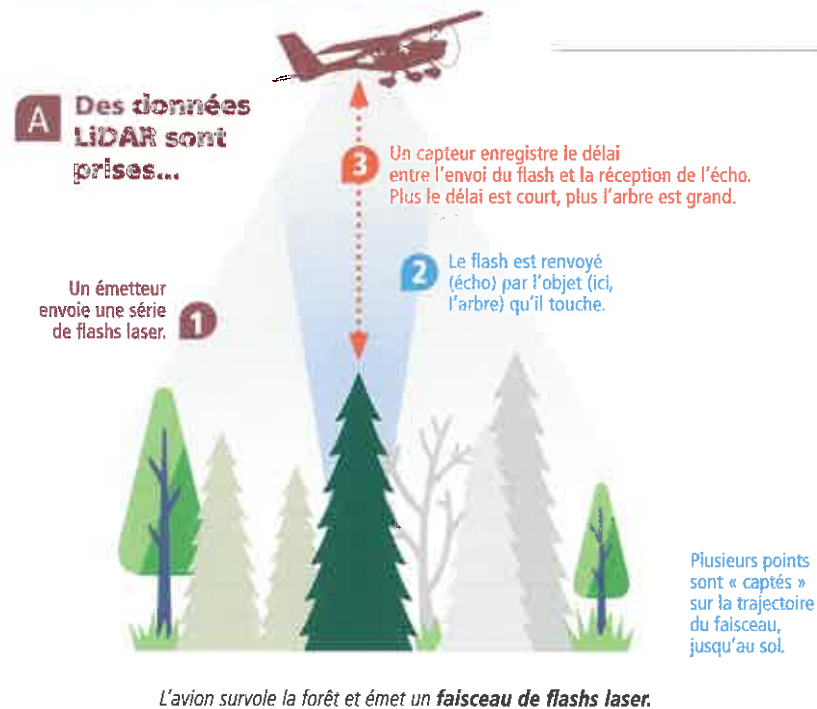 A
Des données
LiDAR sont
prises...
3
Un capteur enregistre le délai
entre l'envoi du flash et la réception de l'écho.
Plus le délai est court, plus l'arbre est grand.
2
Le flash est renvoyé
(écho) par l'objet (ici,
l'arbre) qu'il touche.
Un émetteur
envoie une série
de flashs laser.
1
Plusieurs points
sont « captés »
sur la trajectoire
du faisceau,
jusqu'au sol.
L'avion survole la forêt et émet un faisceau de flashs laser.